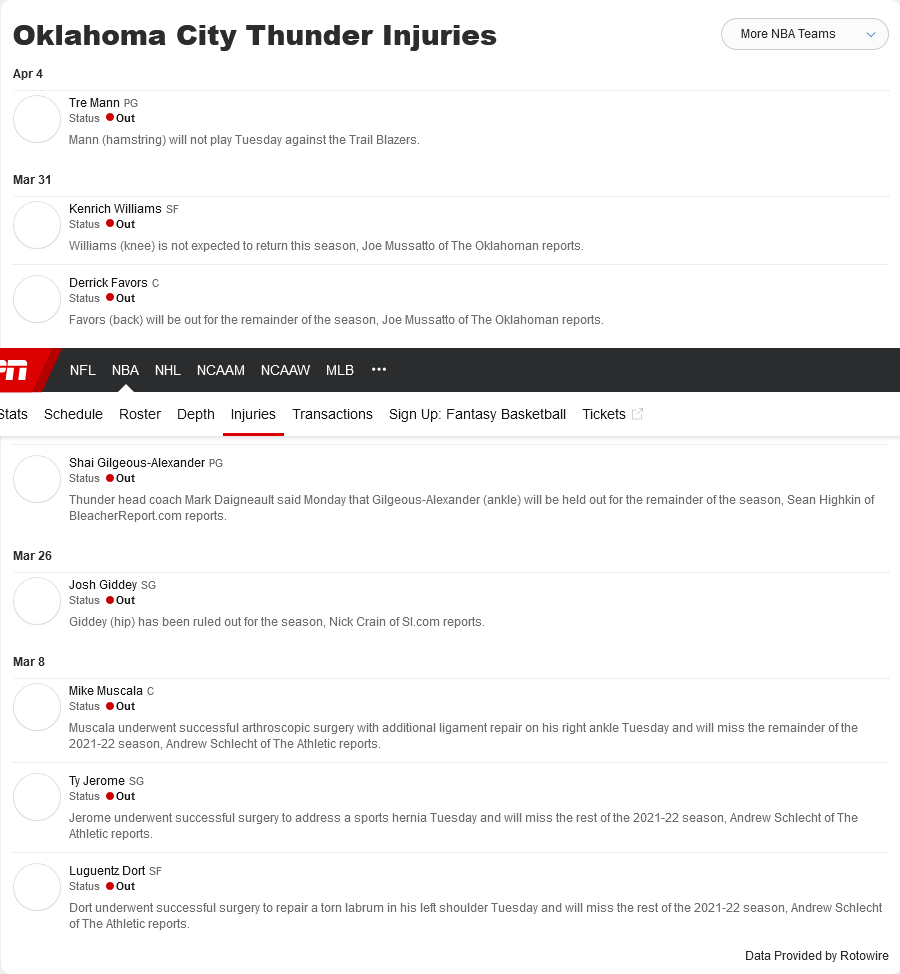 Oklahoma City Thunder Injuries
More NBA Teams
Apr 4
Tre Mann PG
Status Out
Mann (hamstring) will not play Tuesday against the Trail Blazers.
Mar 31
Kenrich Williams SF
Status Out
Williams (knee) is not expected to return this season, Joe Mussatto of The Oklahoman reports.
Derrick Favors C
Status Out
Favors (back) will be out for the remainder of the season, Joe Mussatto of The Oklahoman reports.
NFL NBA NHL NCAAM NCAAW MLB •••
Stats Schedule Roster Depth Injuries Transactions Sign Up: Fantasy Basketball Tickets
Shai Gilgeous-Alexander PG
Status Out
Thunder head coach Mark Daigneault said Monday that Gilgeous-Alexander (ankle) will be held out for the remainder of the season, Sean Highkin of
BleacherReport.com reports.
Mar 26
Josh Giddey SG
Status Out
Giddey (hip) has been ruled out for the season, Nick Crain of SI.com reports.
Mar 8
Mike Muscala C
Status Out
Muscala underwent successful arthroscopic surgery with additional ligament repair on his right ankle Tuesday and will miss the remainder of the
2021-22 season, Andrew Schlecht of The Athletic reports.
Ty Jerome SG
Status Out
Jerome underwent successful surgery to address a sports hernia Tuesday and will miss the rest of the 2021-22 season, Andrew Schlecht of The
Athletic reports.
Luguentz Dort SF
Status Out
Dort underwent successful surgery to repair a torn labrum in his left shoulder Tuesday and will miss the rest of the 2021-22 season, Andrew Schlecht
of The Athletic reports.
Data Provided by Rotowire